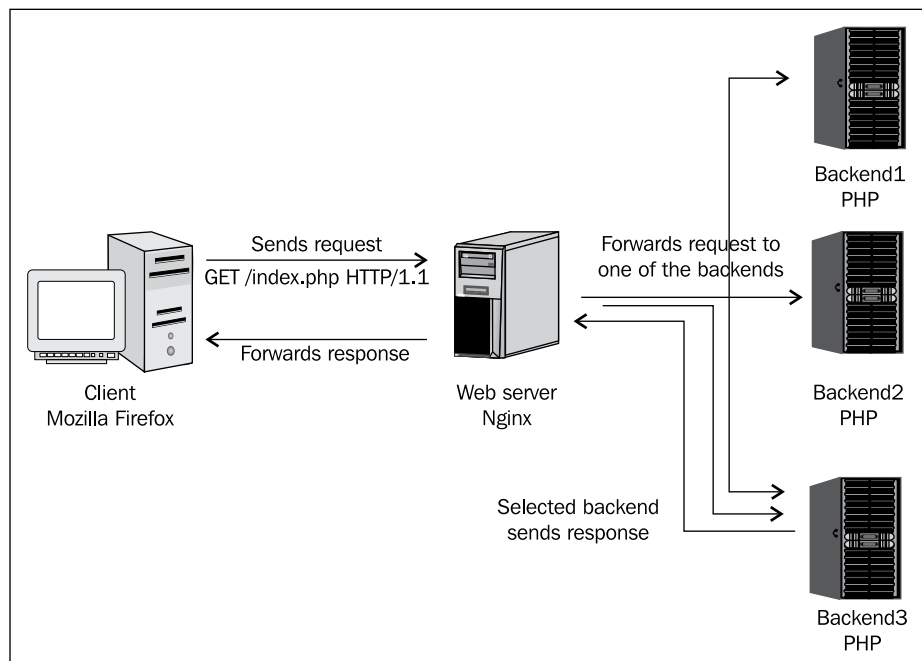 Sends request
GET /index.php HTTP/1.1
Forwards response
Client
Mozilla Firefox
Web server
Nginx
Forwards request to
one of the backends
Selected backend
sends response
Backend1
PHP
Backend2
PHP
Backend3
PHP